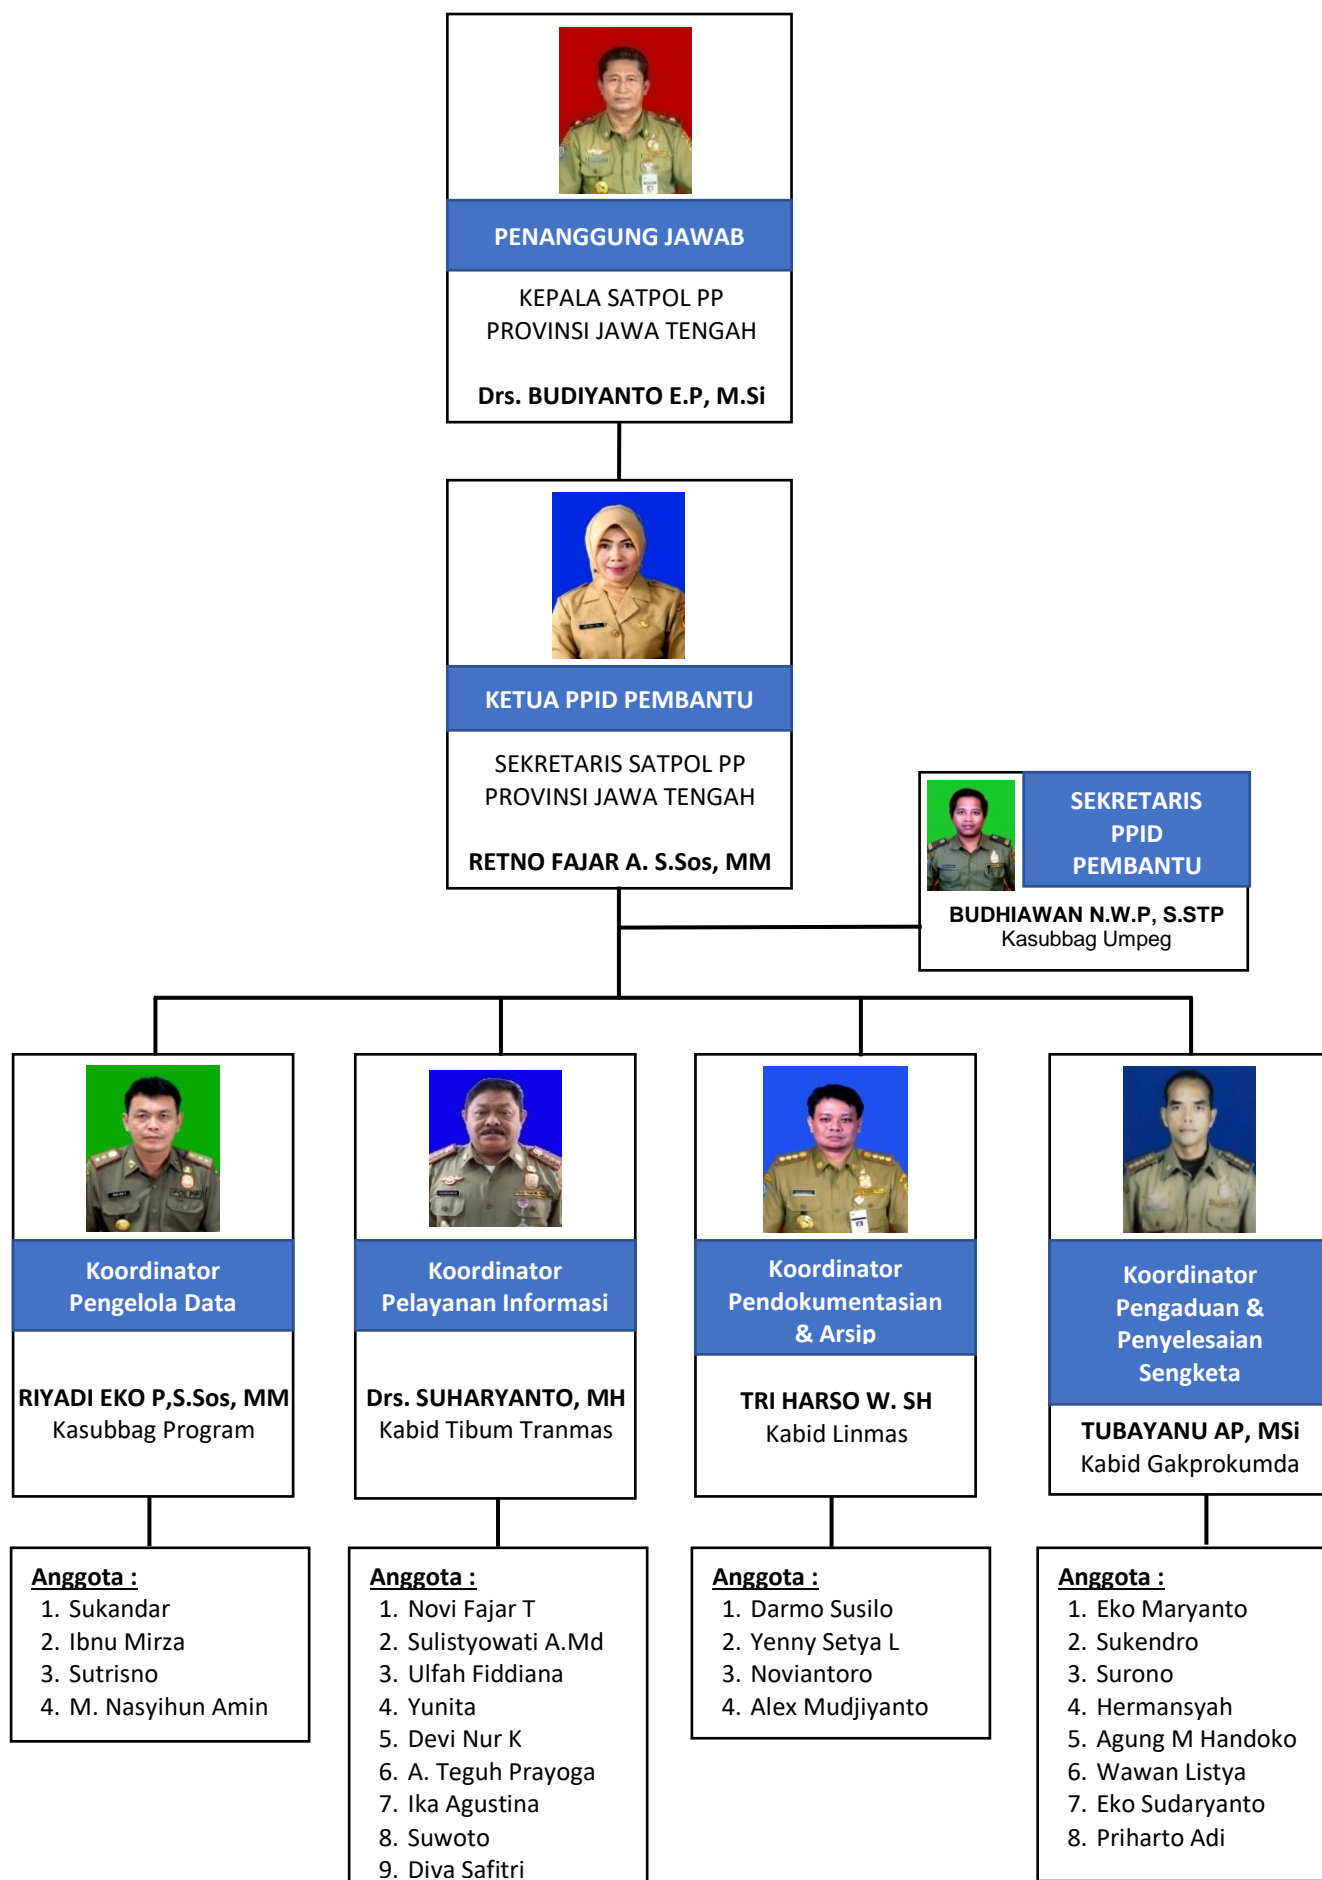 PENANGGUNG JAWAB
KEPALA SATPOL PP
PROVINSI JAWA TENGAH
Drs. BUDIYANTO E.P, M.Si
KETUA PPID PEMBANTU
SEKRETARIS SATPOL PP
PROVINSI JAWA TENGAH
RETNO FAJAR A. S.Sos, MM
SEKRETARIS
PPID
PEMBANTU
BUDHIAWAN N.W.P, S.STP
Kasubbag Umpeg
Koordinator
Pengelola Data
RIYADI EKO P,S.Sos, MM
Kasubbag Program
Koordinator
Pelayanan Informasi
Drs. SUHARYANTO, MH
Kabid Tibum Tranmas
Koordinator
Pendokumentasian
& Arsip
TRI HARSO W. SH
Kabid Linmas
Koordinator
Pengaduan &
Penyelesaian
Sengketa
TUBAYANU AP, MSi
Kabid Gakprokumda
Anggota :
1. Sukandar
2. Ibnu Mirza
3. Sutrisno
4. M. Nasyihun Amin
Anggota :
1. Novi Fajar T
2. Sulistyowati A.Md
3. Ulfah Fiddiana
4. Yunita
5. Devi Nur K
6. A. Teguh Prayoga
7. Ika Agustina
8. Suwoto
9. Diva Safitri
Anggota :
1. Darmo Susilo
2. Yenny Setya L
3. Noviantoro
4. Alex Mudjiyanto
Anggota :
1. Eko Maryanto
2. Sukendro
3. Surono
4. Hermansyah
5. Agung M Handoko
6. Wawan Listya
7. Eko Sudaryanto
8. Priharto Adi